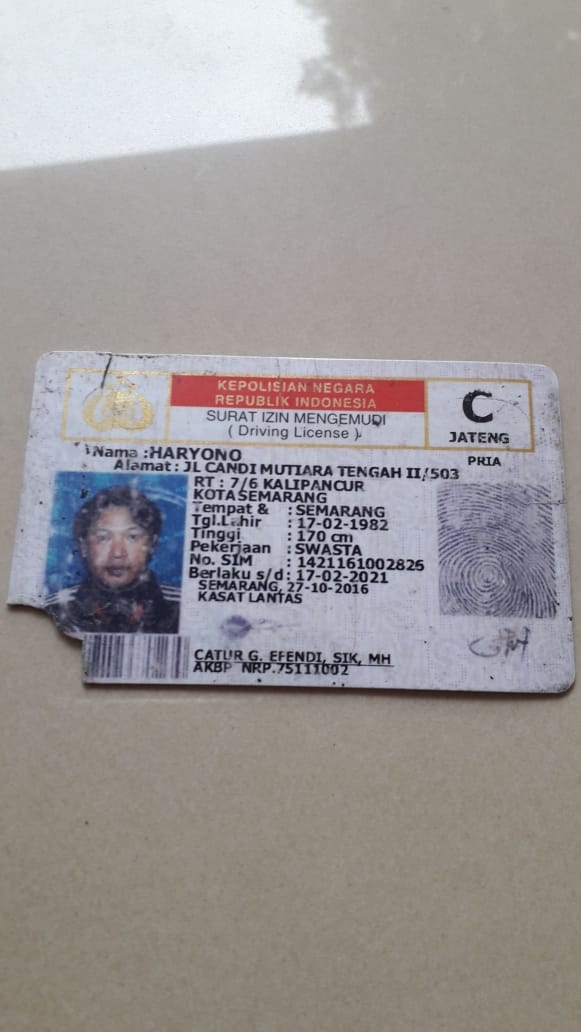 KEPOLISIAN NEGARA
REPUBLIK INDONESIA
SURAT IZIN MENGEMUDI
( Driving License )
C
JATENG
PRIA
Nama : HARYONO
Alamat : JL CANDI MUTIARA TENGAH II/503
RT : 7/6 KALIPANCUR
KOTA SEMARANG
Tempat & : SEMARANG
Tgl.Lahir : 17-02-1982
Tinggi : 170 cm
Pekerjaan : SWASTA
No. SIM : 1421161002826
Berlaku s/d : 17-02-2021
SEMARANG, 27-10-2016
KASAT LANTAS
CATUR G. EFENDI, SIK, MH
AKBP NRP.75111002